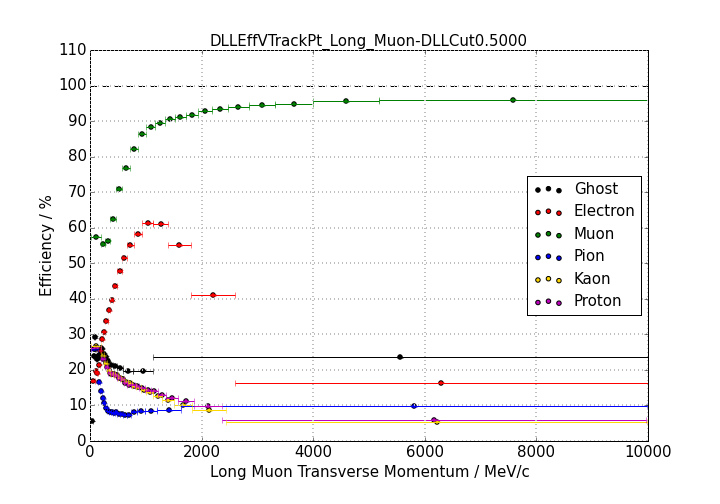 DLLEffVTrackPt_Long_Muon-DLLCut0.5000
110
100
90
80
70
60
50
40
30
20
10
0
Efficiency / %
Ghost
Electron
Muon
Pion
Kaon
Proton
0 2000 4000 6000 8000 10000
Long Muon Transverse Momentum / MeV/c